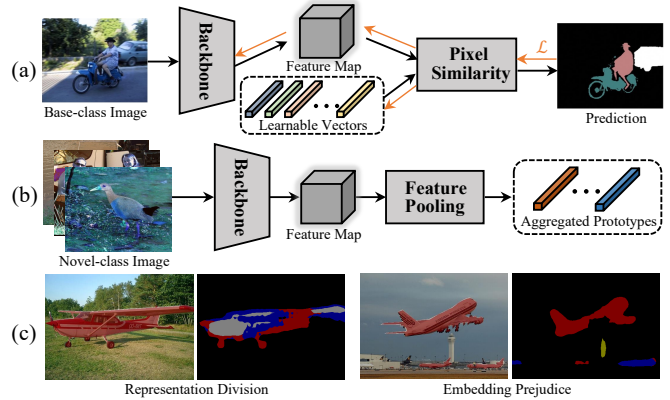 (a)
Backbone
Feature Map
Learnable Vectors
Pixel
Similarity
ℒ
Base-class Image
Prediction
(b)
Backbone
Feature Map
Feature
Pooling
Aggregated Prototypes
Novel-class Image
(c)
Representation Division
Embedding Prejudice